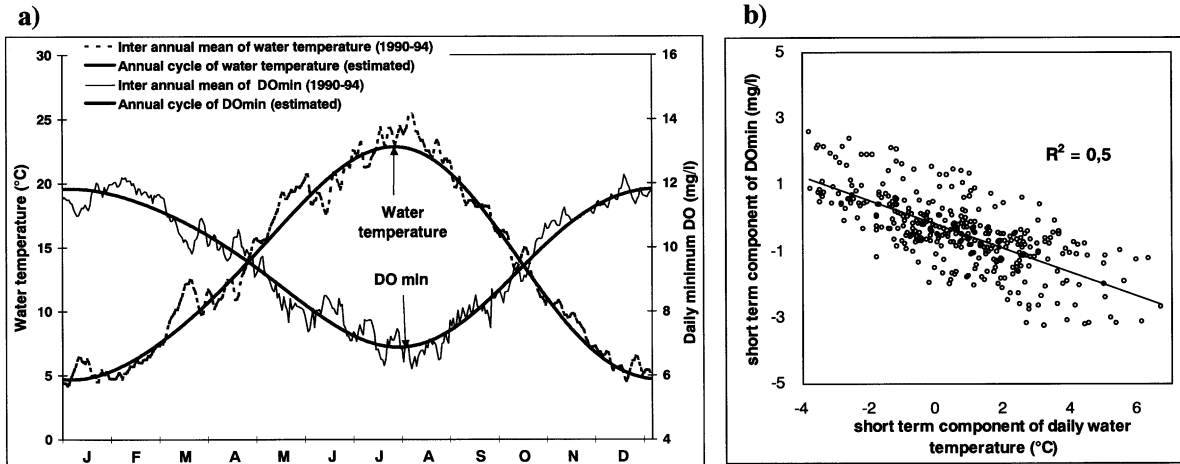 a)
Inter annual mean of water temperature (1990-94)
Annual cycle of water temperature (estimated)
Inter annual mean of DOmin (1990-94)
Annual cycle of DOmin (estimated)
Water temperature (°C)
30
25
20
15
10
5
0
Daily minimum DO (mg/l)
16
14
12
10
8
6
4
Water
temperature
DO min
J F M A M J J A S O N D
b)
short term component of DOmin (mg/l)
5
3
1
-1
-3
-5
R² = 0,5
-4 -2 0 2 4 6
short term component of daily water
temperature (°C)